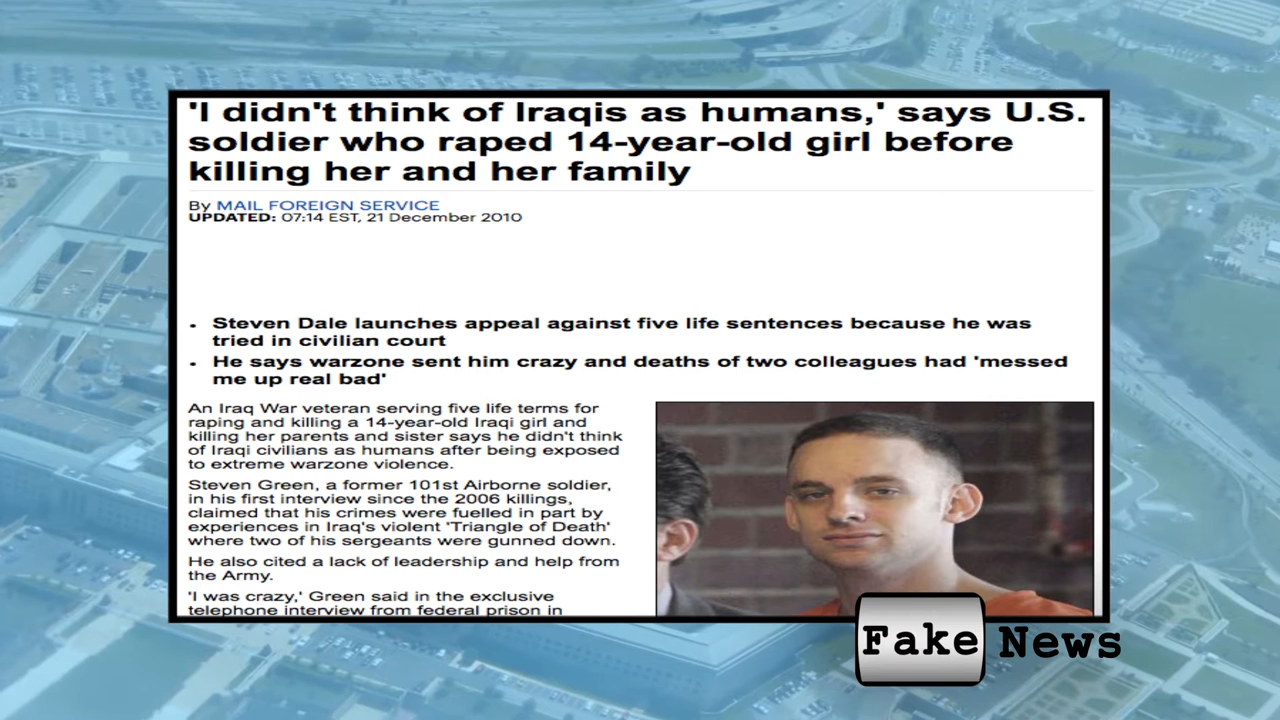 'I didn't think of Iraqis as humans,' says U.S.
soldier who raped 14-year-old girl before
killing her and her family
By MAIL FOREIGN SERVICE
UPDATED: 07:14 EST, 21 December 2010
• Steven Dale launches appeal against five life sentences because he was
tried in civilian court
• He says warzone sent him crazy and deaths of two colleagues had 'messed
me up real bad'
An Iraq War veteran serving five life terms for
raping and killing a 14-year-old Iraqi girl and
killing her parents and sister says he didn't think
of Iraqi civilians as humans after being exposed
to extreme warzone violence.
Steven Green, a former 101st Airborne soldier,
in his first interview since the 2006 killings,
claimed that his crimes were fuelled in part by
experiences in Iraq's violent 'Triangle of Death'
where two of his sergeants were gunned down.
He also cited a lack of leadership and help from
the Army.
'I was crazy,' Green said in the exclusive
telephone interview from federal prison in
Fake News